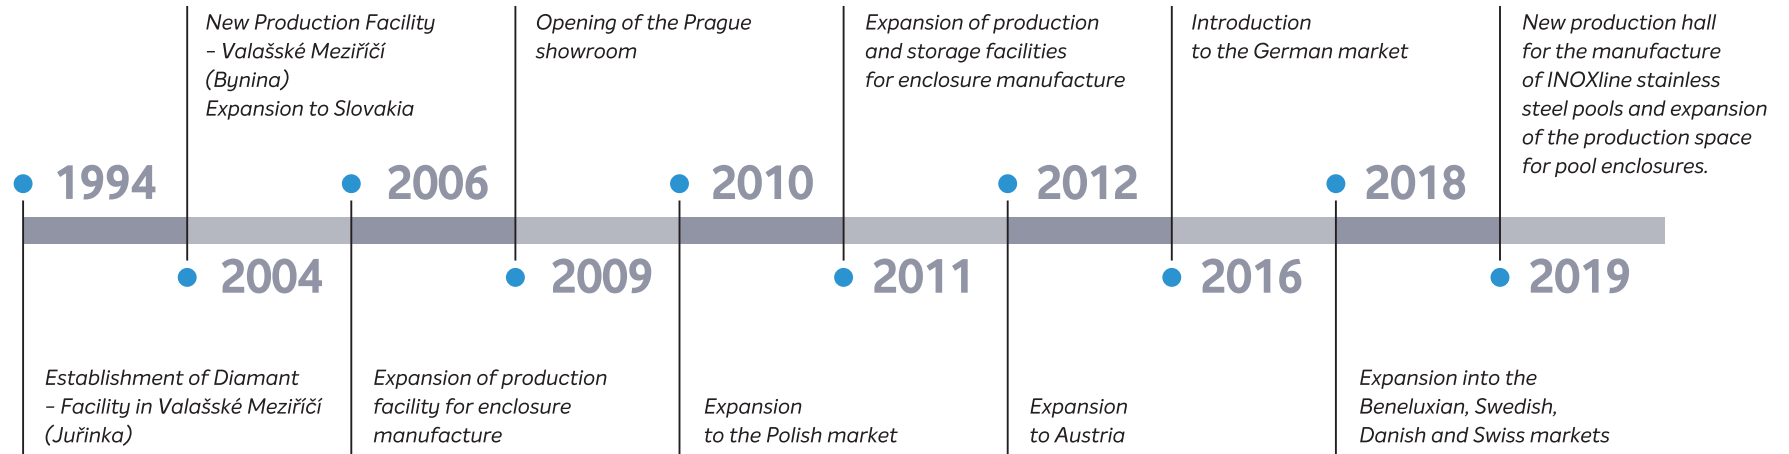 New Production Facility
– Valašské Meziříčí
(Bynina)
Expansion to Slovakia
Opening of the Prague
showroom
Expansion of production
and storage facilities
for enclosure manufacture
Introduction
to the German market
New production hall
for the manufacture
of INOXline stainless
steel pools and expansion
of the production space
for pool enclosures.
1994
2006
2010
2012
2018
2004
2009
2011
2016
2019
Establishment of Diamant
– Facility in Valašské Meziříčí
(Juřinka)
Expansion of production
facility for enclosure
manufacture
Expansion
to the Polish market
Expansion
to Austria
Expansion into the
Beneluxian, Swedish,
Danish and Swiss markets